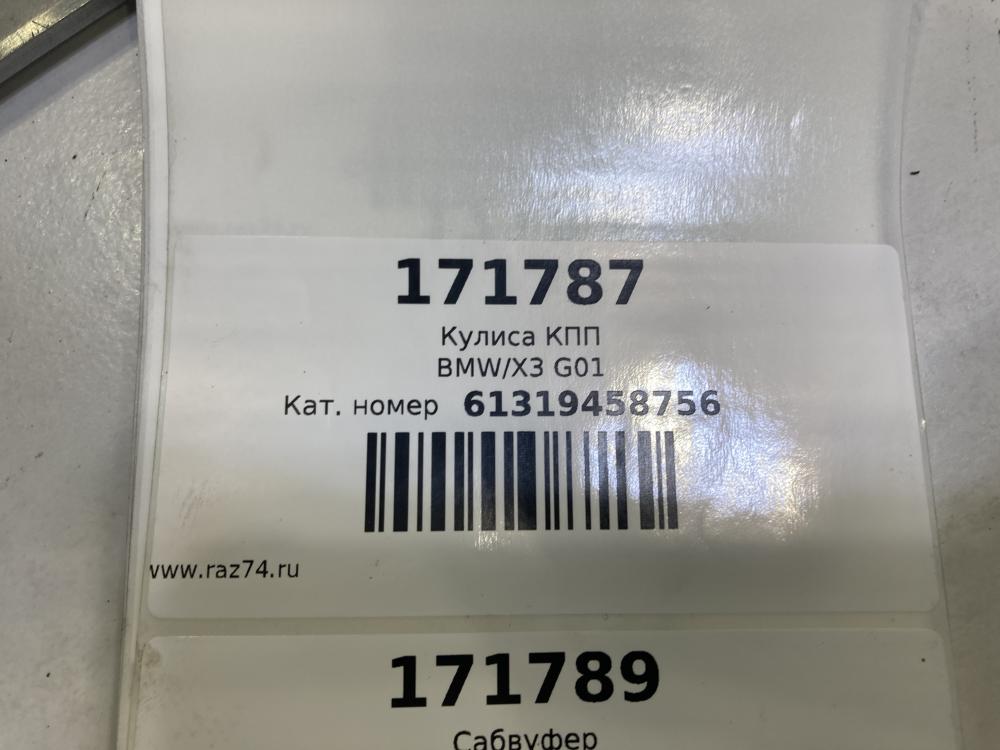 171787
Кулиса КПП
BMW/X3 G01
Кат. номер 61319458756
www.raz74.ru
171789
Сабвуфер